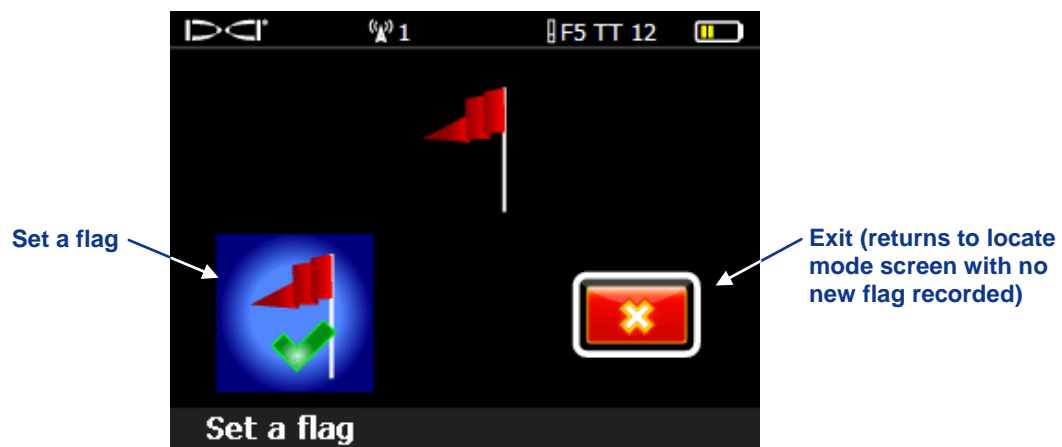 DCI
1
F5 TT 12
Set a flag
Exit (returns to locate
mode screen with no
new flag recorded)
Set a flag